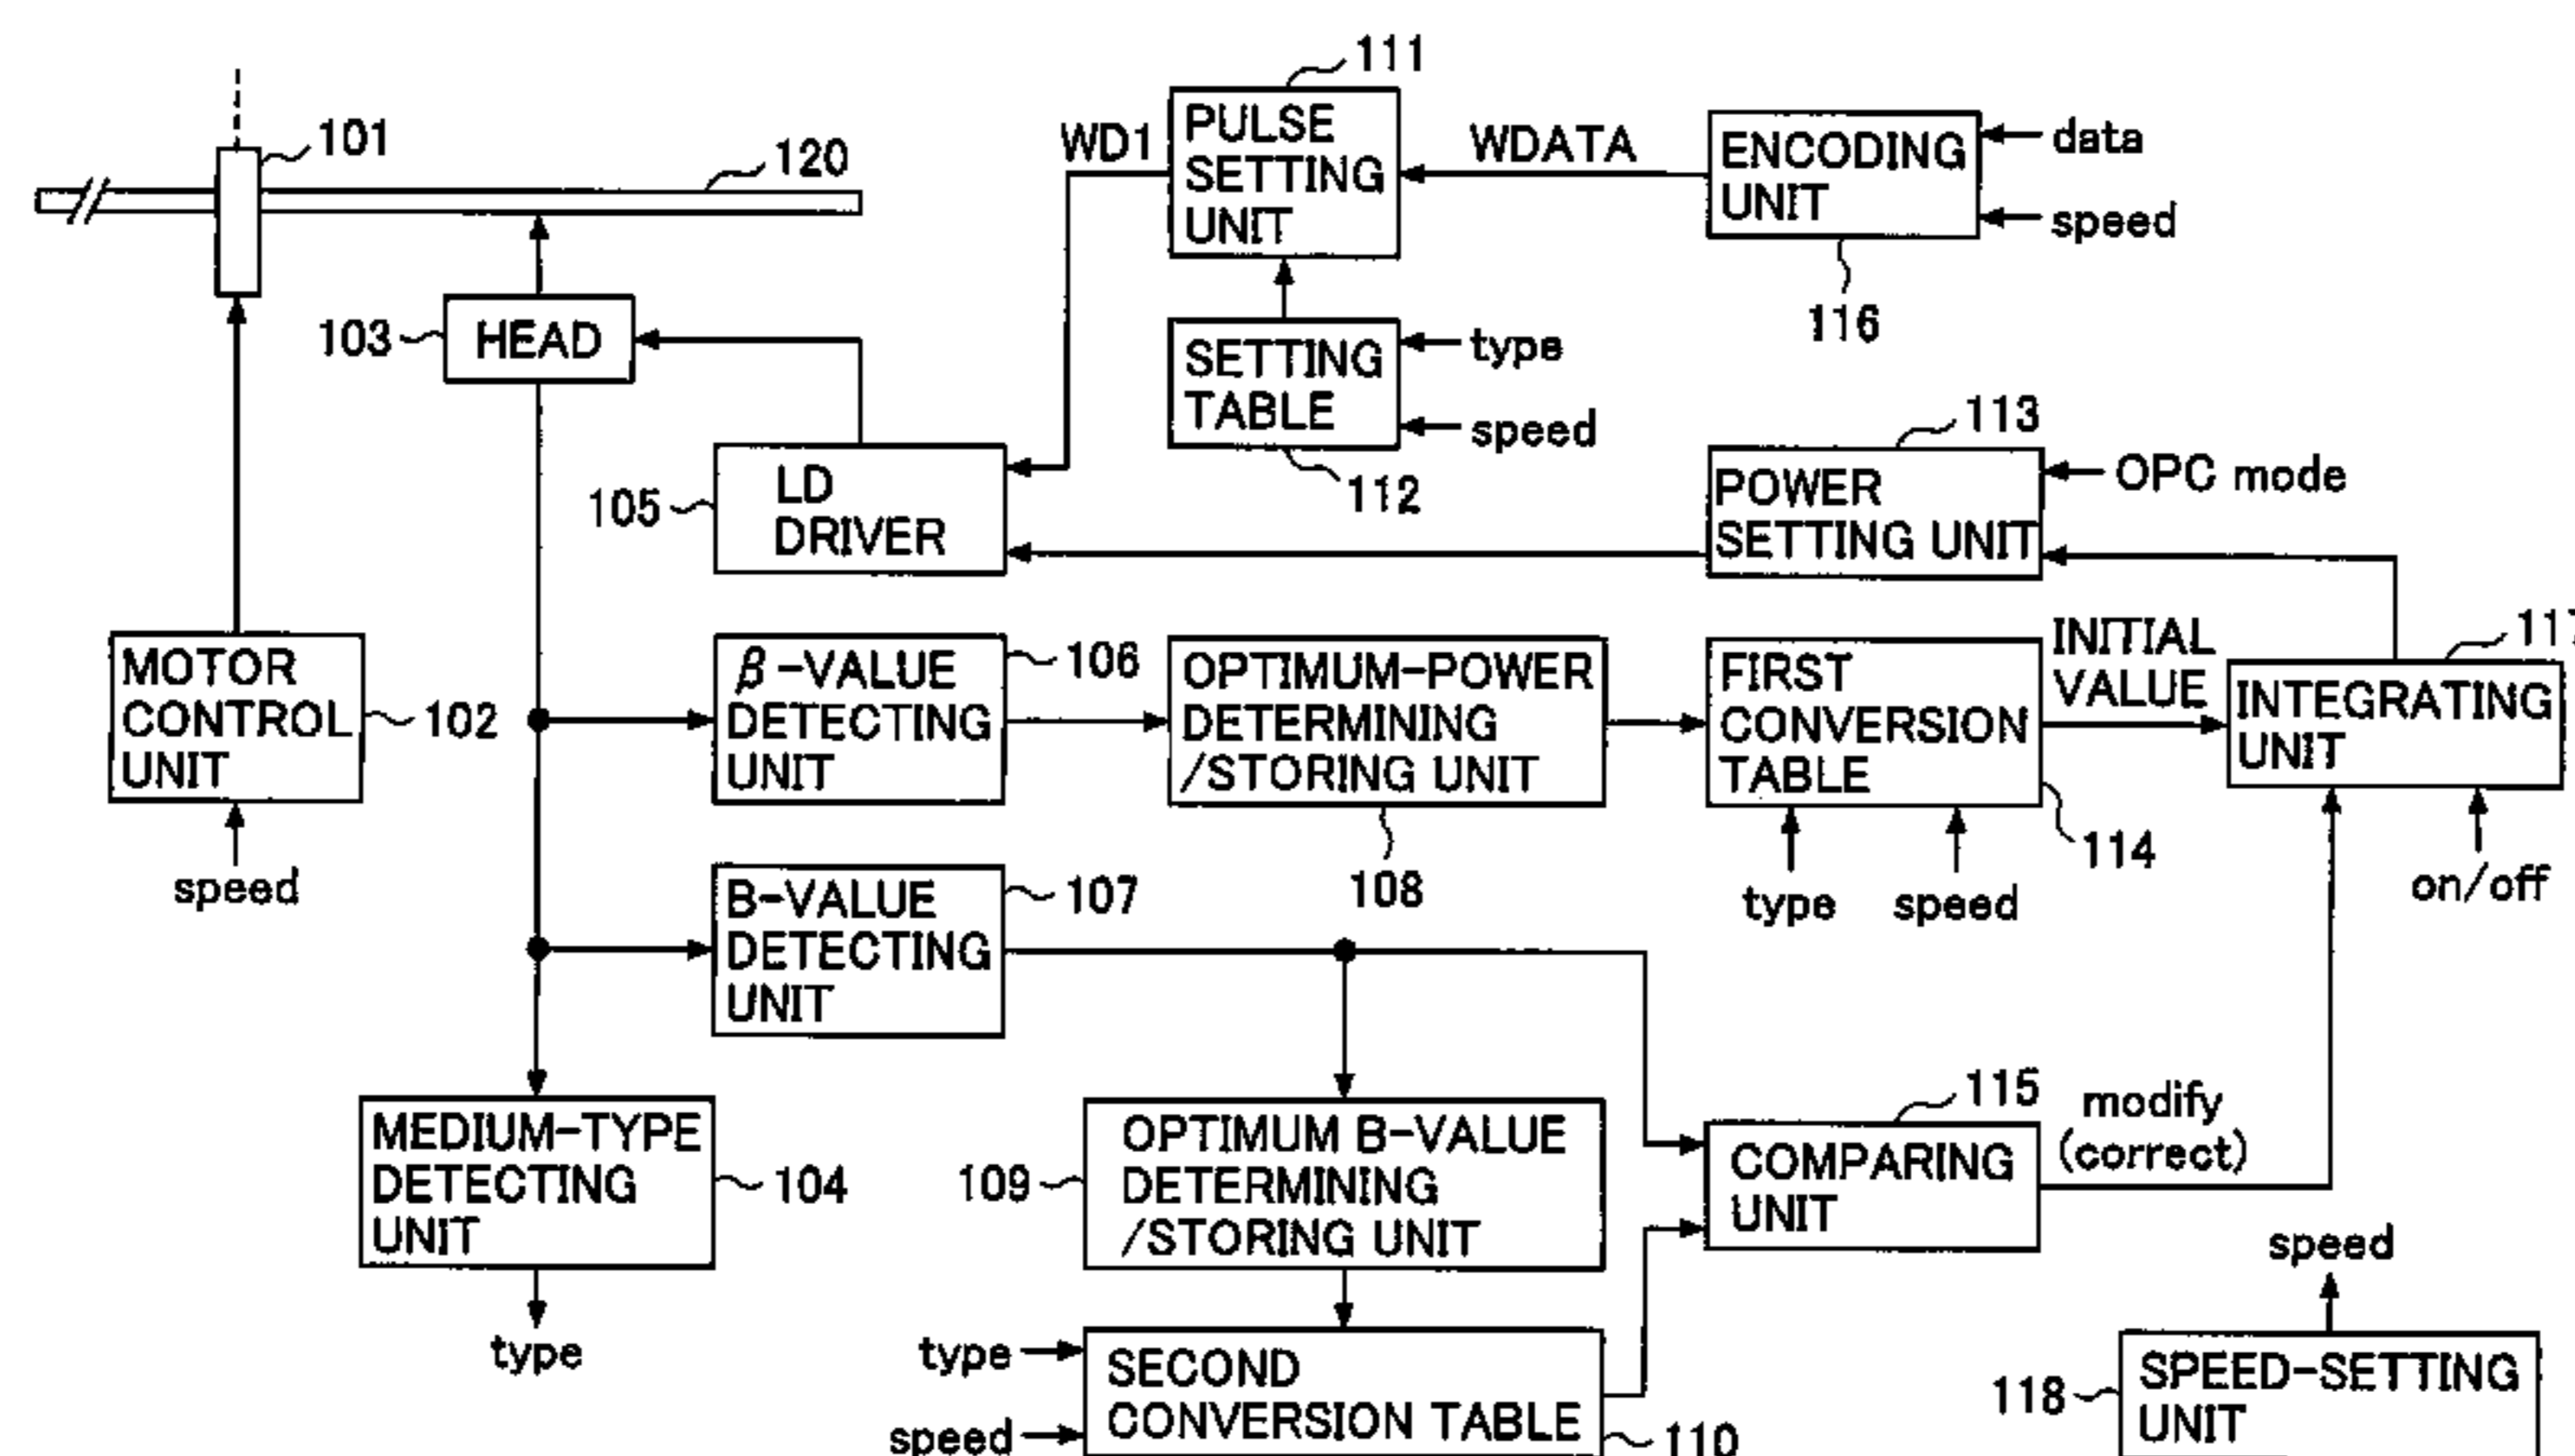 111
101
120
WD1
PULSE
SETTING
UNIT
WDATA
ENCODING
UNIT
data
speed
116
103
HEAD
SETTING
TABLE
type
speed
112
113
105
LD
DRIVER
POWER
SETTING UNIT
OPC mode
MOTOR
CONTROL
UNIT
102
speed
β-VALUE
DETECTING
UNIT
106
OPTIMUM-POWER
DETERMINING
/STORING UNIT
108
FIRST
CONVERSION
TABLE
114
type
speed
INITIAL
VALUE
117
INTEGRATING
UNIT
on/off
B-VALUE
DETECTING
UNIT
107
MEDIUM-TYPE
DETECTING
UNIT
104
type
109
OPTIMUM B-VALUE
DETERMINING
/STORING UNIT
115
COMPARING
UNIT
modify
(correct)
type
speed
SECOND
CONVERSION TABLE
110
speed
118
SPEED-SETTING
UNIT